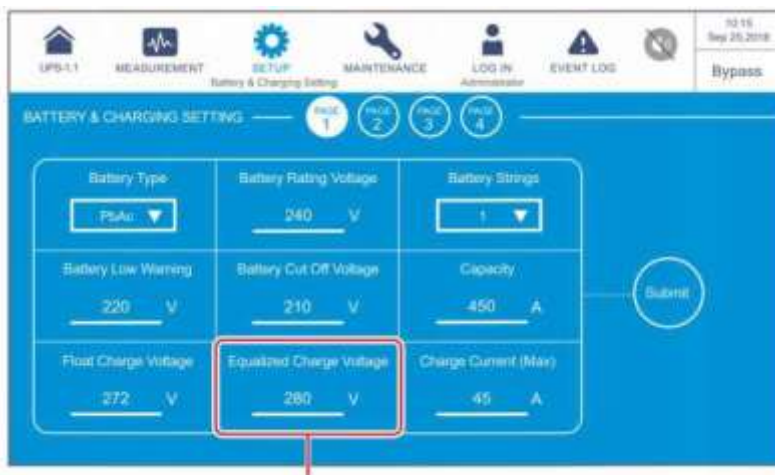 10:15
Sep 25,2018
UPS-1.1
MEASUREMENT
SETUP
MAINTENANCE
LOG IN
EVENT LOG
Bypass
Battery & Charging Setting
Administrator
BATTERY & CHARGING SETTING
PAGE 1
PAGE 2
PAGE 3
PAGE 4
Battery Type
Battery Rating Voltage
Battery Strings
PbAc
240 V
1
Battery Low Warning
Battery Cut Off Voltage
Capacity
220 V
210 V
450 A
Submit
Float Charge Voltage
Equalized Charge Voltage
Charge Current (Max)
272 V
280 V
45 A